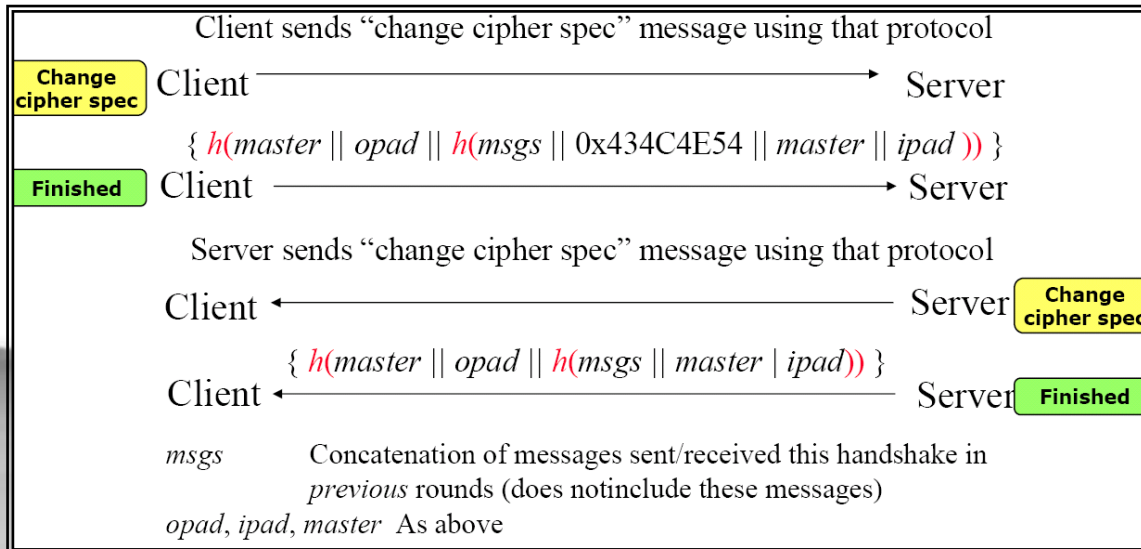 Client sends “change cipher spec” message using that protocol
Change cipher spec Client Server
{ h(master || opad || h(msgs || 0x434C4E54 || master || ipad )) }
Finished Client Server
Server sends “change cipher spec” message using that protocol
Client Server Change cipher spec
{ h(master || opad || h(msgs || master | ipad)) }
Client Server Finished
msgs Concatenation of messages sent/received this handshake in
previous rounds (does notinclude these messages)
opad, ipad, master As above